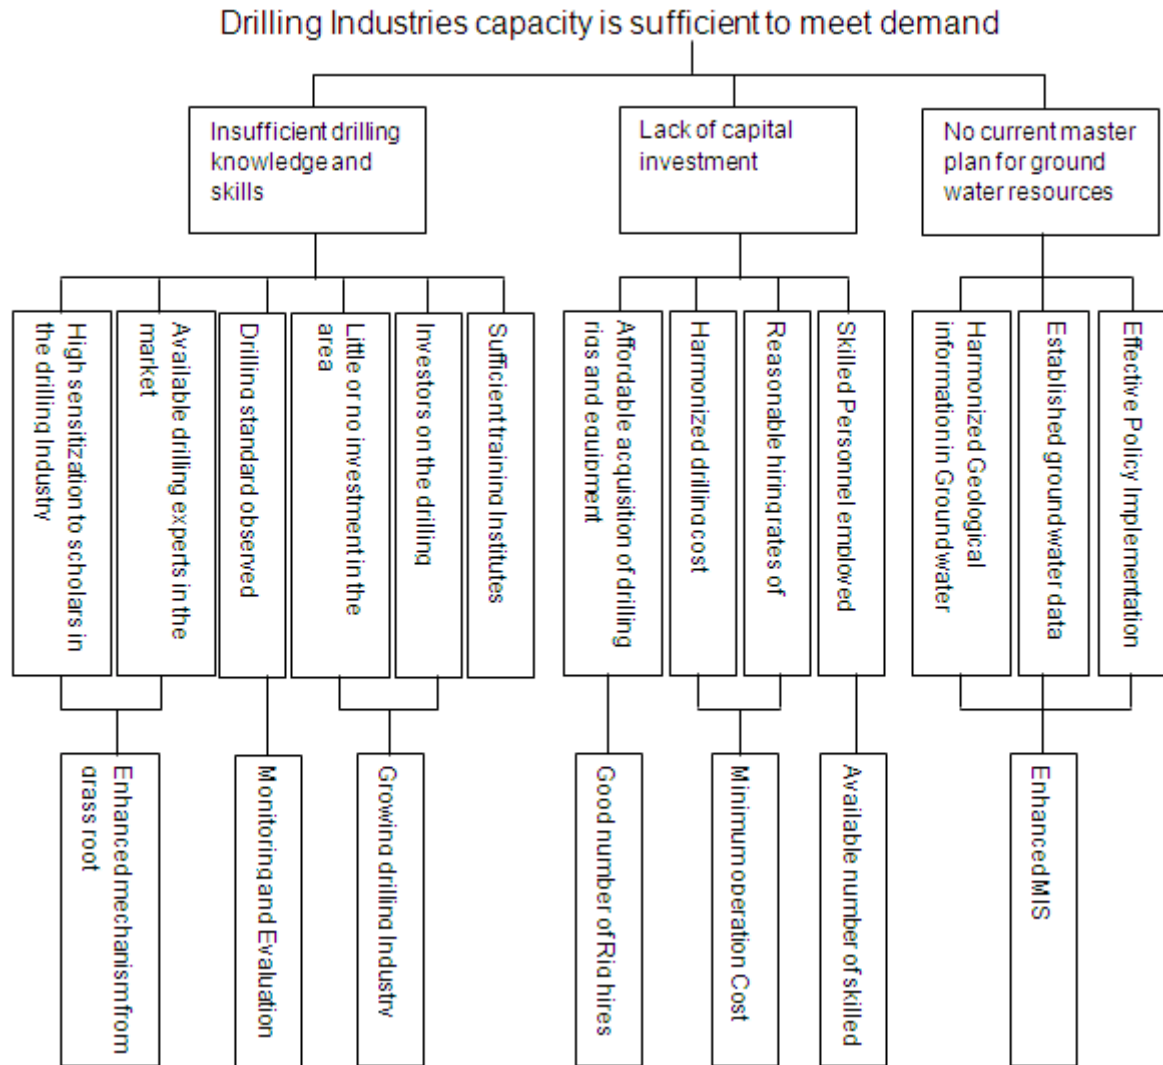 Drilling Industries capacity is sufficient to meet demand
Insufficient drilling
knowledge and
skills
Lack of capital
investment
No current master
plan for ground
water resources
High sensitization to scholars in
the drilling Industry
Available drilling experts in the
market
Drilling standard observed
Little or no investment in the
area
Investors on the drilling
Sufficient training Institutes
Affordable acquisition of drilling
rigs and equipment
Harmonized drilling cost
Reasonable hiring rates of
Skilled Personnel employed
Harmonized Geological
information in Groundwater
Established ground water data
Effective Policy Implementation
Enhanced mechanism from
grass root
Monitoring and Evaluation
Growing drilling Industry
Good number of Rig hires
Minimum operation Cost
Available number of skilled
Enhanced MIS